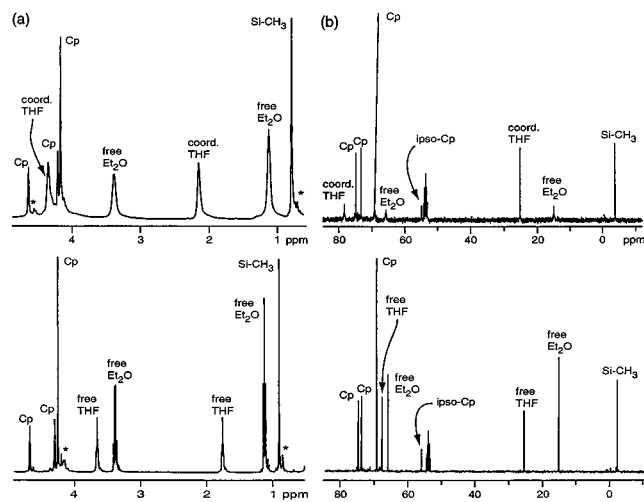 (a)
Cp
Si-CH₃
coord.
THF
Cp
Cp
*
free
Et₂O
coord.
THF
free
Et₂O
*
4 3 2 1 ppm
(b)
Cp
Cp Cp
coord.
THF
free
Et₂O
ipso-Cp
coord.
THF
free
Et₂O
Si-CH₃
80 60 40 20 0 ppm
Cp
Cp
*
free
THF
free
Et₂O
free
THF
free
Et₂O
Si-CH₃
*
4 3 2 1 ppm
Cp
Cp Cp
free
THF
free
Et₂O
ipso-Cp
free
THF
free
Et₂O
Si-CH₃
80 60 40 20 0 ppm